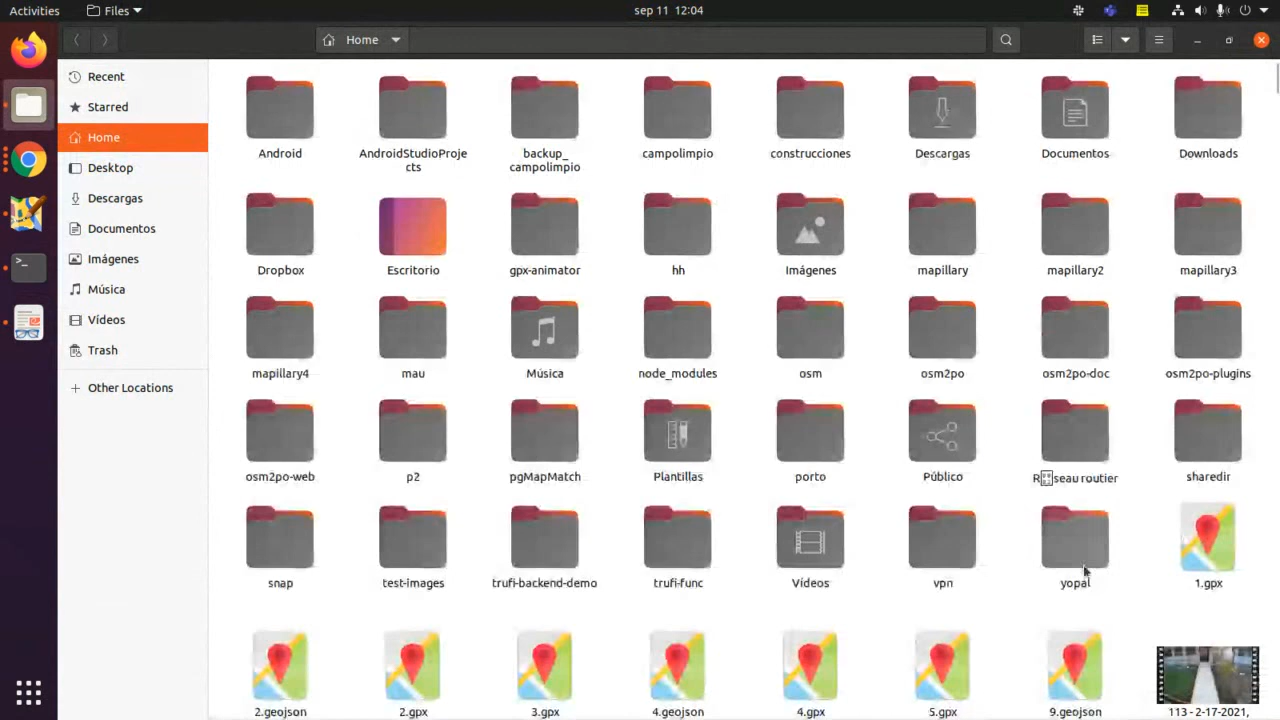 Activities
Files
sep 11 12:04
Home
Recent
Starred
Home
Desktop
Descargas
Documentos
Imágenes
Música
Vídeos
Trash
Other Locations
Android
AndroidStudioProje
cts
backup_
campolimpio
campolimpio
construcciones
Descargas
Documentos
Downloads
Dropbox
Escritorio
gpx-animator
hh
Imágenes
mapillary
mapillary2
mapillary3
mapillary4
mau
Música
node_modules
osm
osm2po
osm2po-doc
osm2po-plugins
osm2po-web
p2
pgMapMatch
Plantillas
porto
Público
R�seau routier
sharedir
snap
test-images
trufi-backend-demo
trufi-func
Vídeos
vpn
yopal
1.gpx
2.geojson
2.gpx
3.gpx
4.geojson
4.gpx
5.gpx
9.geojson
113 - 2-17-2021,